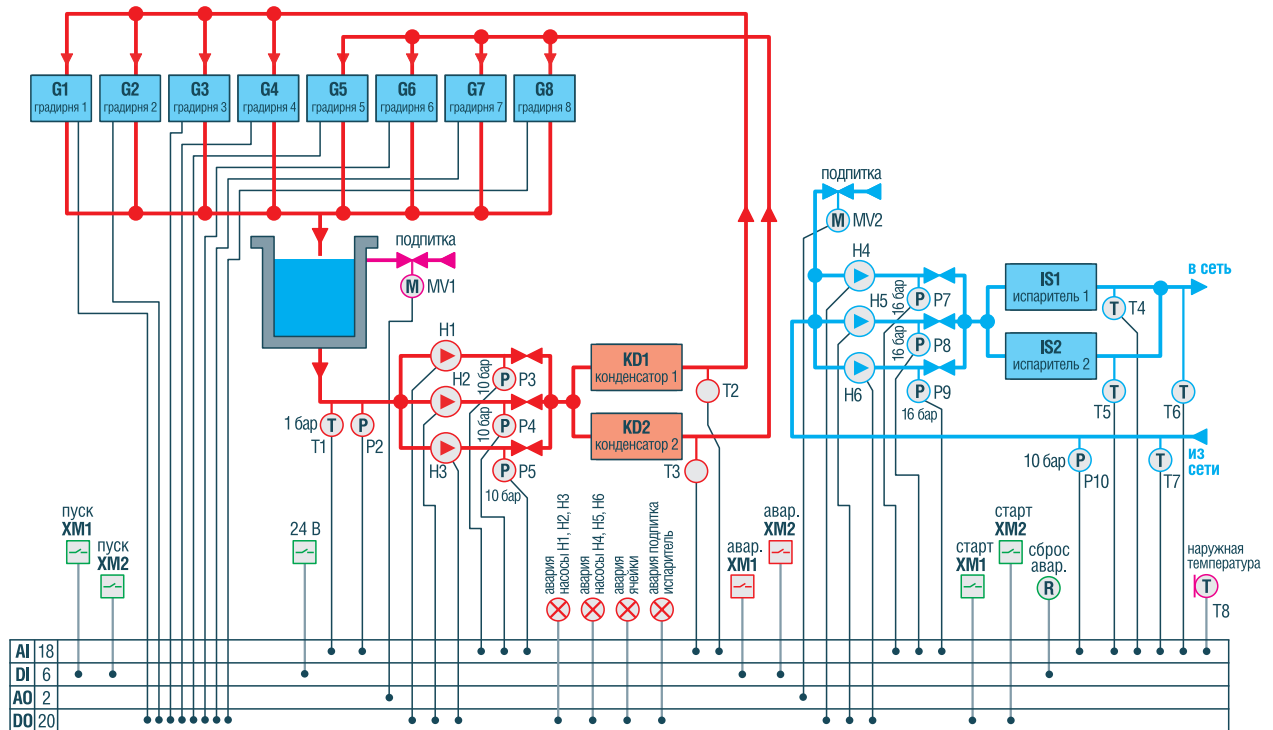 G1
градирня 1
G2
градирня 2
G3
градирня 3
G4
градирня 4
G5
градирня 5
G6
градирня 6
G7
градирня 7
G8
градирня 8
подпитка
M
MV1
подпитка
M
MV2
H1
H2
H3
10 бар
P
P3
10 бар
P
P4
P
P5
10 бар
1 бар
T
T1
P
P2
KD1
конденсатор 1
KD2
конденсатор 2
T2
T3
H4
H5
H6
16 бар
P
P7
16 бар
P
P8
P
P9
16 бар
IS1
испаритель 1
IS2
испаритель 2
в сеть
T
T4
T
T5
T
T6
из
сети
10 бар
P
P10
T
T7
пуск
XM1
пуск
XM2
24 В
авария
насосы H1, H2, H3
авария
насосы H4, H5, H6
авария
ячейки
авария подпитка
испаритель
авар.
XM1
авар.
XM2
старт
XM1
старт
XM2
сброс
авар.
R
наружная
температура
T
T8
AI 18
DI 6
AO 2
DO 20